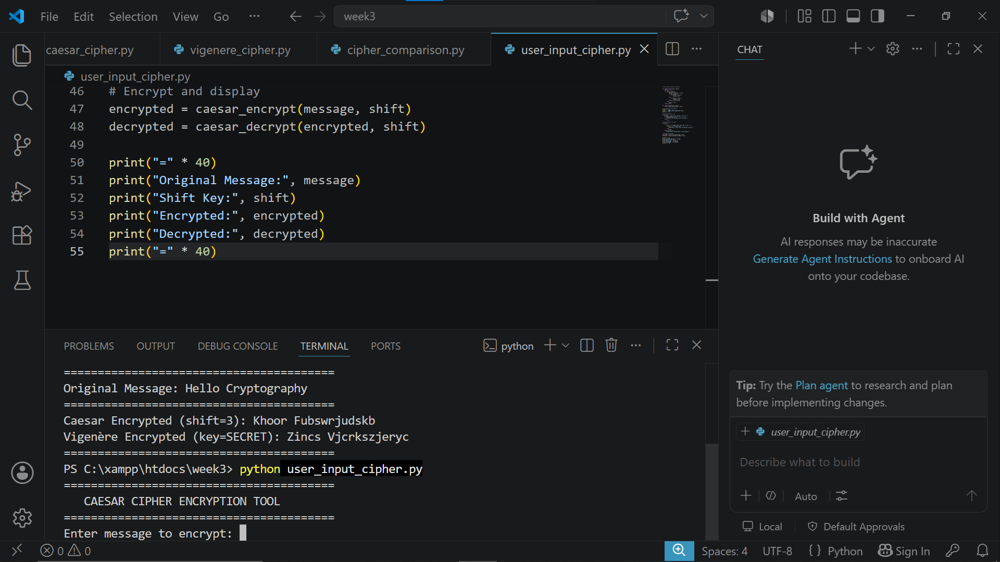 File Edit Selection View Go ··· week3
caesar_cipher.py vigenere_cipher.py cipher_comparison.py user_input_cipher.py
user_input_cipher.py
46 # Encrypt and display
47 encrypted = caesar_encrypt(message, shift)
48 decrypted = caesar_decrypt(encrypted, shift)
49
50 print("=" * 40)
51 print("Original Message:", message)
52 print("Shift Key:", shift)
53 print("Encrypted:", encrypted)
54 print("Decrypted:", decrypted)
55 print("=" * 40)
PROBLEMS OUTPUT DEBUG CONSOLE TERMINAL PORTS python
========================================
Original Message: Hello Cryptography
========================================
Caesar Encrypted (shift=3): Khoor Fubswrjudskb
Vigenère Encrypted (key=SECRET): Zincs Vjcrkszjeryc
========================================
PS C:\xampp\htdocs\week3> python user_input_cipher.py
========================================
CAESAR CIPHER ENCRYPTION TOOL
========================================
Enter message to encrypt:
CHAT
Build with Agent
AI responses may be inaccurate
Generate Agent Instructions to onboard AI
onto your codebase.
Tip: Try the Plan agent to research and plan
before implementing changes.
user_input_cipher.py
Describe what to build
Auto
Local Default Approvals
0 0 Spaces: 4 UTF-8 {} Python Sign In